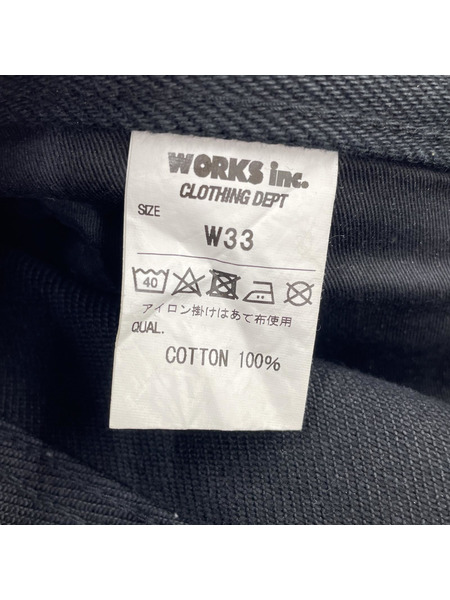 WORKS inc.
CLOTHING DEPT
SIZE
W33
40
アイロン掛けはあて布使用
QUAL.
COTTON 100%